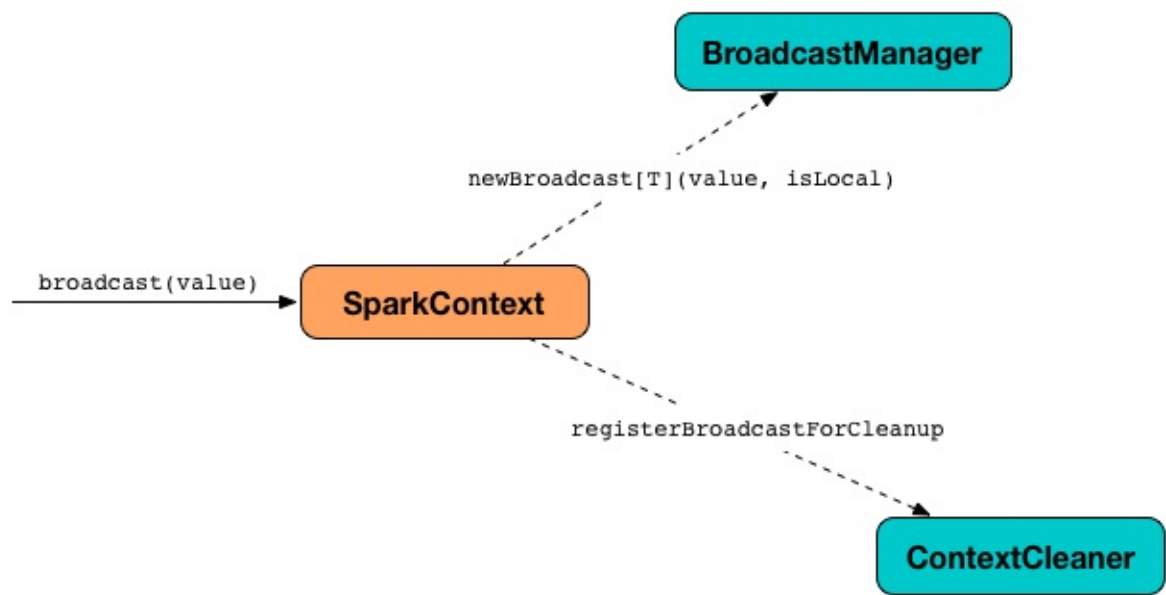 BroadcastManager
newBroadcast[T](value, isLocal)
broadcast(value)
SparkContext
registerBroadcastForCleanup
ContextCleaner